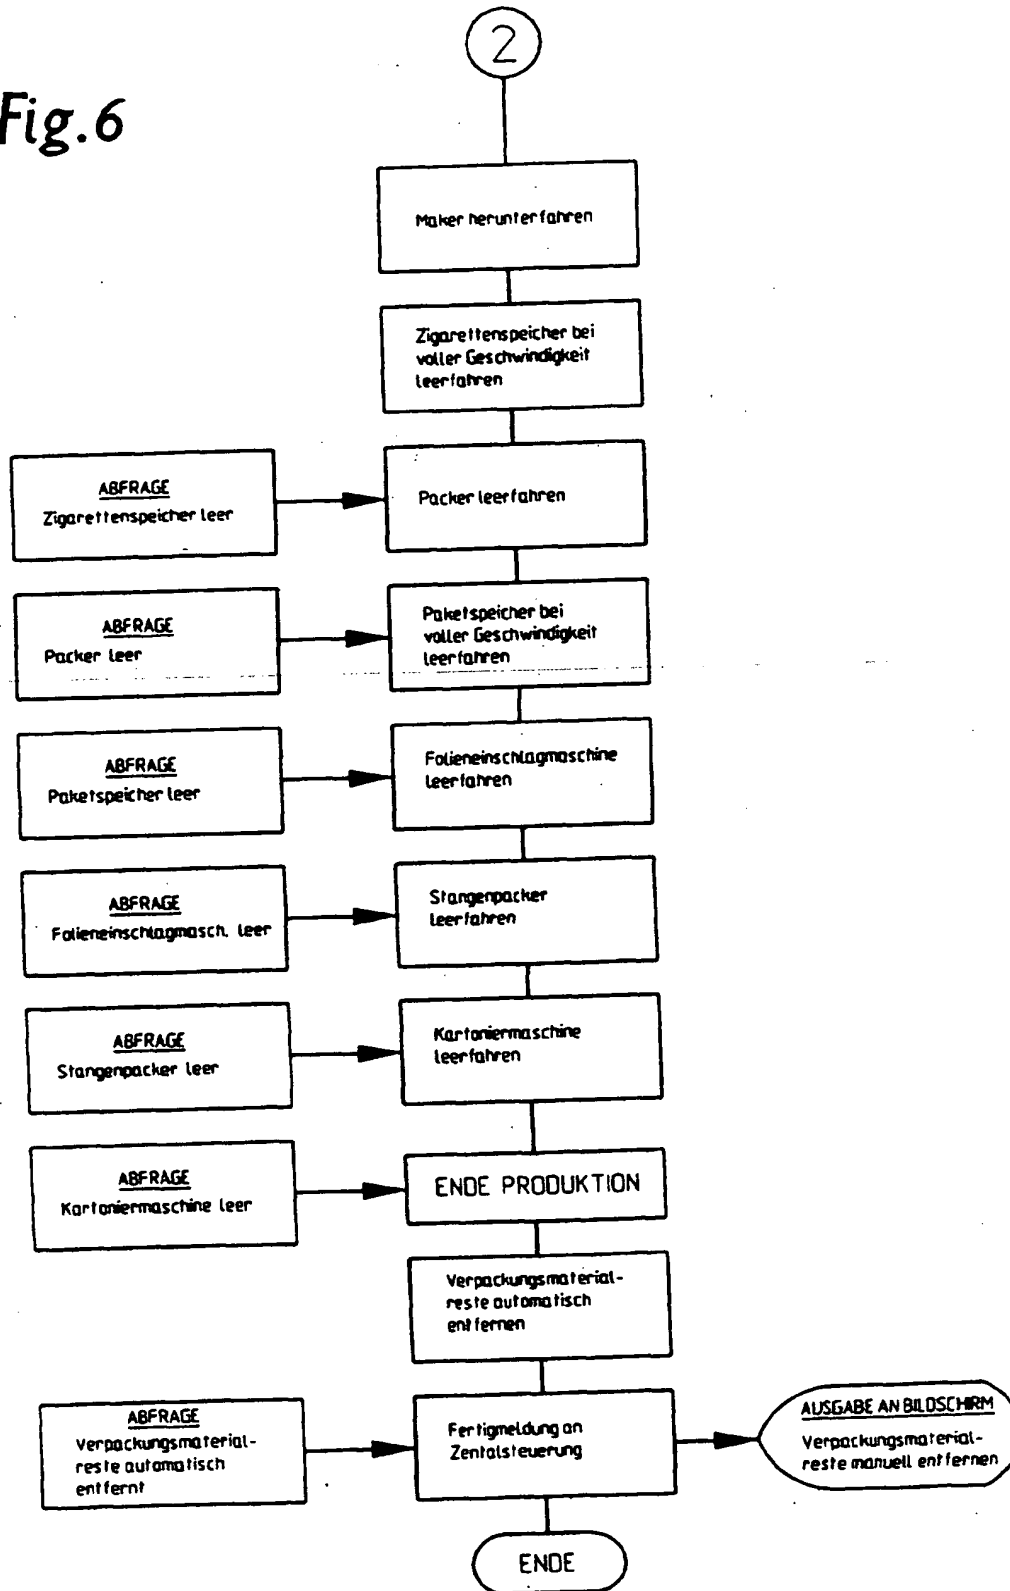 2
Fig.6
Maker herunterfahren
Zigarettenspeicher bei
voller Geschwindigkeit
leerfahren
ABFRAGE
Zigarettenspeicher leer
Packer leerfahren
ABFRAGE
Packer leer
Paketspeicher bei
voller Geschwindigkeit
leerfahren
ABFRAGE
Paketspeicher leer
Folieneinschlagmaschine
leerfahren
ABFRAGE
Folieneinschlagmasch. leer
Stangenpacker
leerfahren
ABFRAGE
Stangenpacker leer
Kartoniermaschine
leerfahren
ABFRAGE
Kartoniermaschine leer
ENDE PRODUKTION
Verpackungsmaterial-
reste automatisch
entfernen
ABFRAGE
Verpackungsmaterial-
reste automatisch
entfernt
Fertigmeldung an
Zentalsteuerung
AUSGABE AN BILDSCHIRM
Verpackungsmaterial-
reste manuell entfernen
ENDE